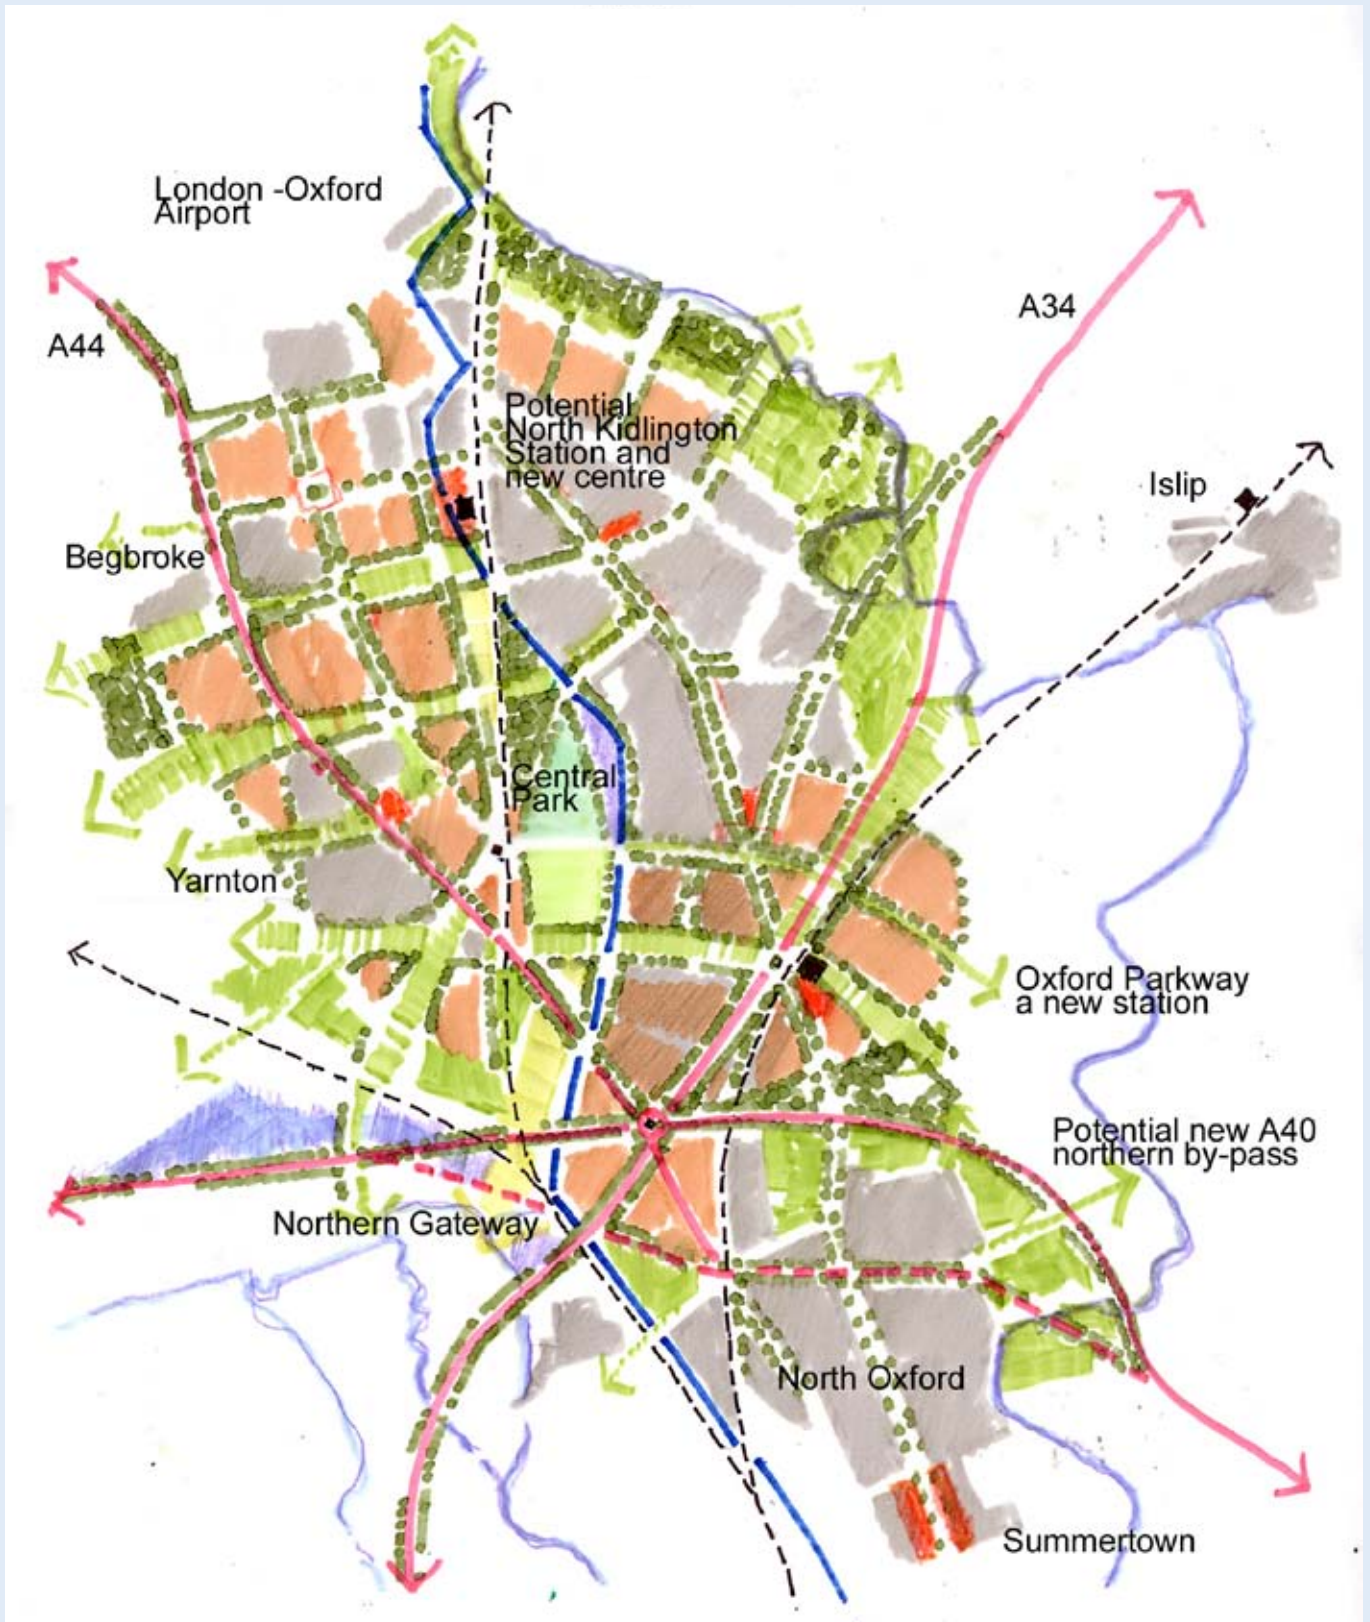 London -Oxford
Airport
A34
A44
Potential
North Kidlington
Station and
new centre
Islip
Begbroke
Central
Park
Yarnton
Oxford Parkway
a new station
Potential new A40
northern by-pass
Northern Gateway
North Oxford
Summertown